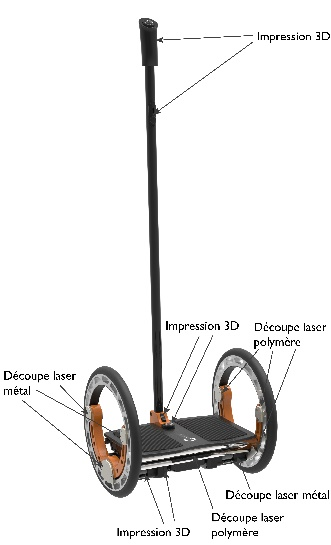 Impression 3D
Impression 3D
Découpe laser
polymère
Découpe laser
métal
Découpe laser métal
Découpe laser
polymère
Impression 3D